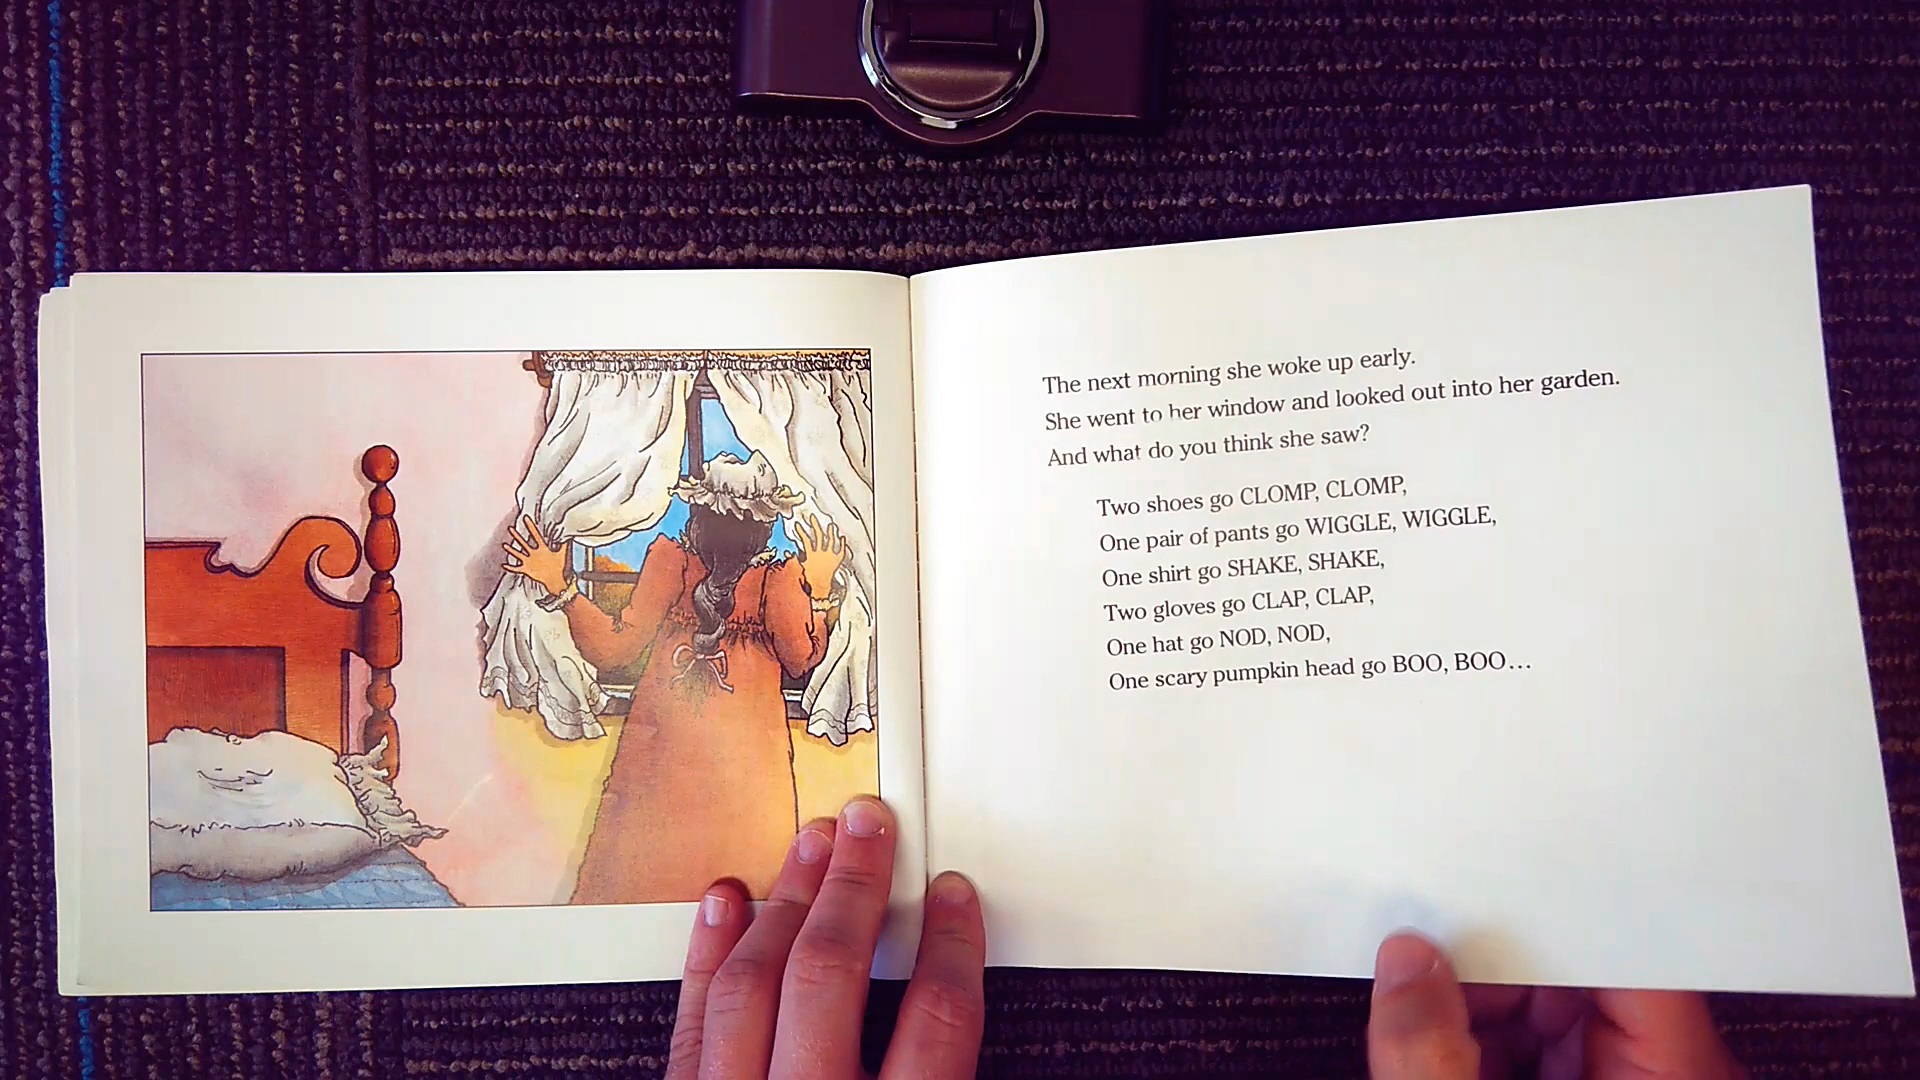 The next morning she woke up early.
She went to her window and looked out into her garden.
And what do you think she saw?
Two shoes go CLOMP, CLOMP,
One pair of pants go WIGGLE, WIGGLE,
One shirt go SHAKE, SHAKE,
Two gloves go CLAP, CLAP,
One hat go NOD, NOD,
One scary pumpkin head go BOO, BOO...